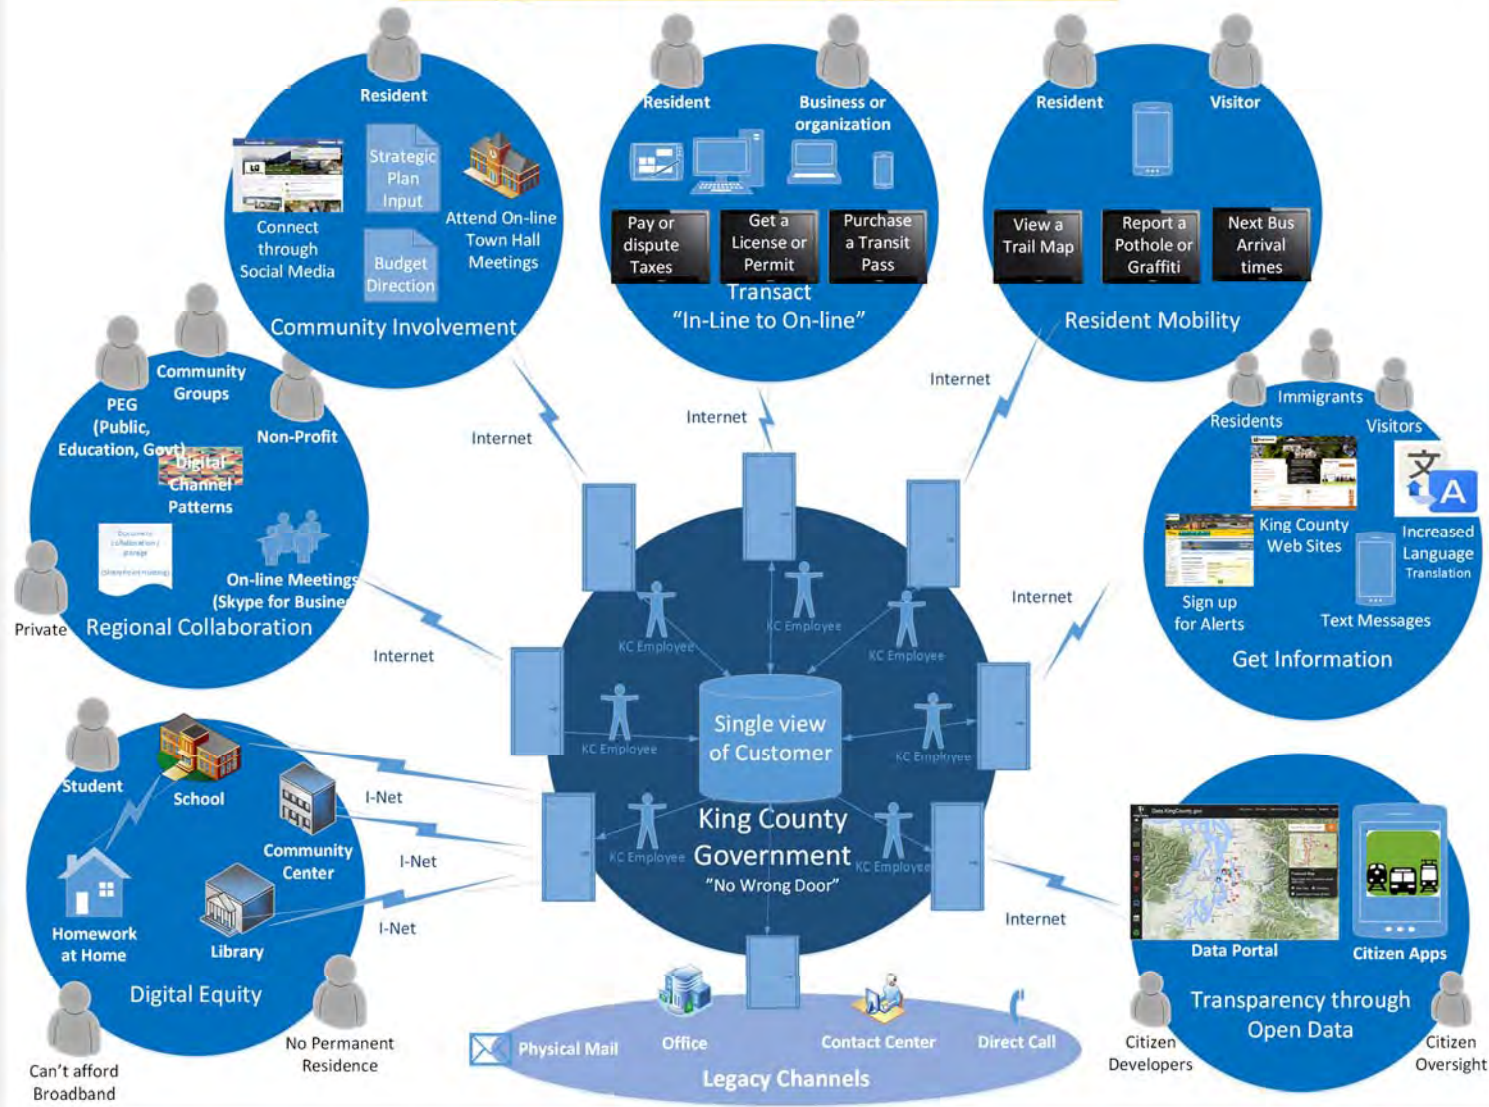 Resident
Strategic
Plan
Input
Connect
through
Social Media
Budget
Direction
Attend On-line
Town Hall
Meetings
Community Involvement
Resident
Business or
organization
Pay or
dispute
Taxes
Get a
License or
Permit
Purchase
a Transit
Pass
Transact
"In-Line to On-line"
Resident
Visitor
View a
Trail Map
Report a
Pothole or
Graffiti
Next Bus
Arrival
times
Resident Mobility
PEG
(Public,
Education, Govt)
Community
Groups
Non-Profit
Digital
Channel
Patterns
On-line Meetings
(Skype for Busines
Private
Regional Collaboration
Internet
Internet
Internet
Internet
Internet
Internet
Residents
Immigrants
Visitors
King County
Web Sites
Increased
Language
Translation
文
A
Sign up
for Alerts
Text Messages
Get Information
KC Employee
KC Employee
KC Employee
KC Employee
KC Employee
KC Employee
KC Employee
Single view
of Customer
King County
Government
"No Wrong Door"
Student
School
Community
Center
Homework
at Home
Library
Digital Equity
Can't afford
Broadband
No Permanent
Residence
I-Net
I-Net
I-Net
Data Portal
Citizen Apps
Transparency through
Open Data
Citizen
Developers
Citizen
Oversight
Physical Mail
Office
Contact Center
Direct Call
Legacy Channels